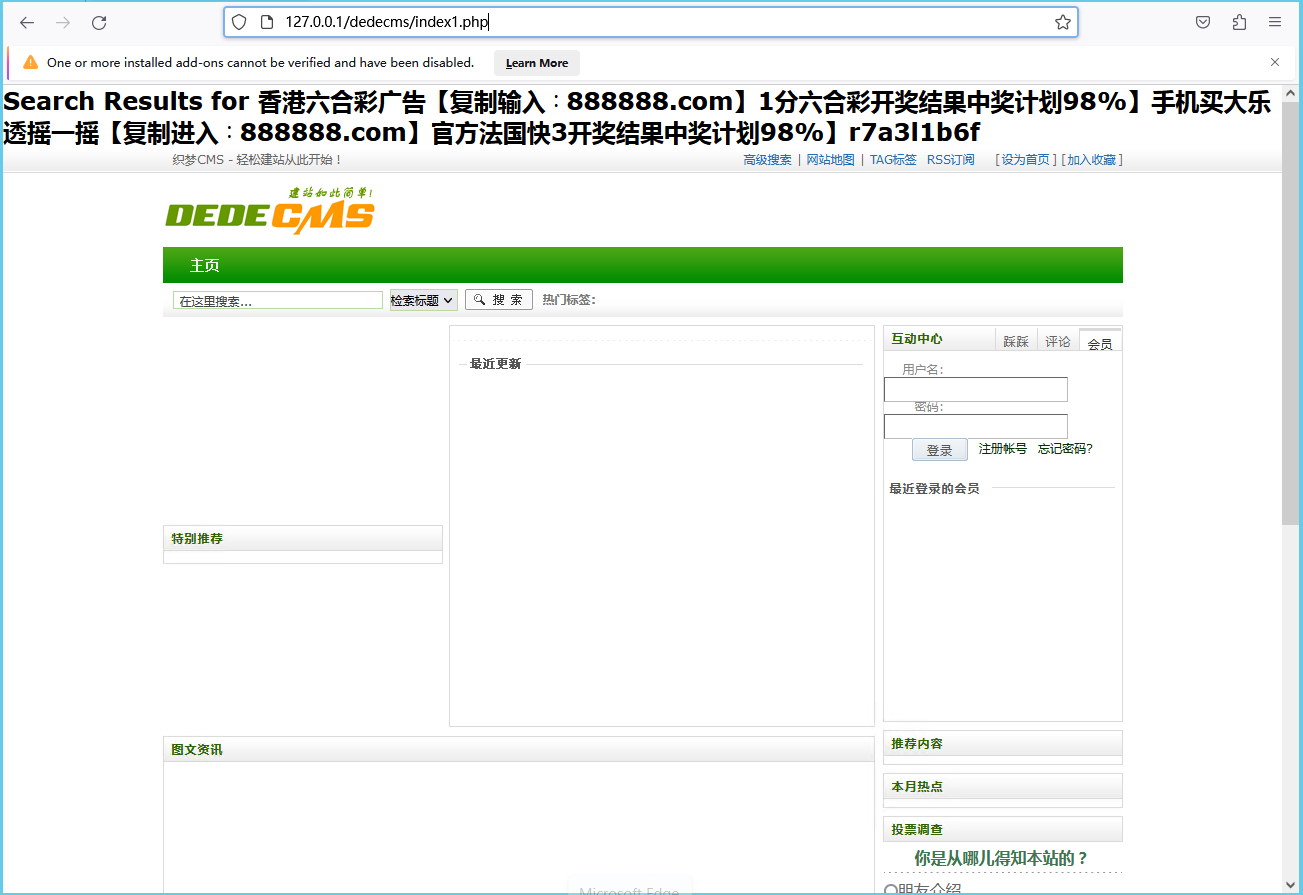 127.0.0.1/dedecms/index1.php
One or more installed add-ons cannot be verified and have been disabled. Learn More
Search Results for 香港六合彩广告【复制输入：888888.com】1分六合彩开奖结果中奖计划98%】手机买大乐
透摇一摇【复制进入：888888.com】官方法国快3开奖结果中奖计划98%】r7a3l1b6f
织梦CMS - 轻松建站从此开始！ 高级搜索 | 网站地图 | TAG标签 RSS订阅 [ 设为首页 ] [ 加入收藏 ]
建站如此简单！
DEDECMS
主页
在这里搜索... 检索标题 搜 索 热门标签:
互动中心 踩踩 评论 会员
最近更新
用户名：
密码：
登录 注册帐号 忘记密码?
最近登录的会员
特别推荐
图文资讯
推荐内容
本月热点
投票调查
你是从哪儿得知本站的？
朋友介绍
Microsoft Edge